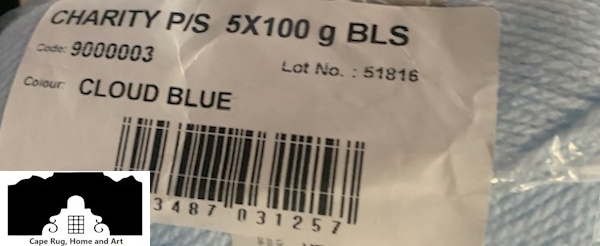 CHARITY P/S 5X100 g BLS
Code: 9000003
Lot No. : 51816
Colour: CLOUD BLUE
3487 031257
Cape Rug, Home and Art